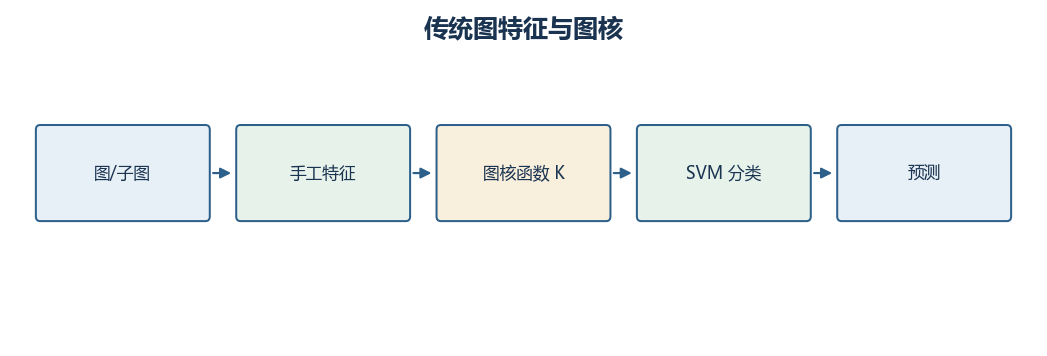 传统图特征与图核
图/子图
手工特征
图核函数 K
SVM 分类
预测